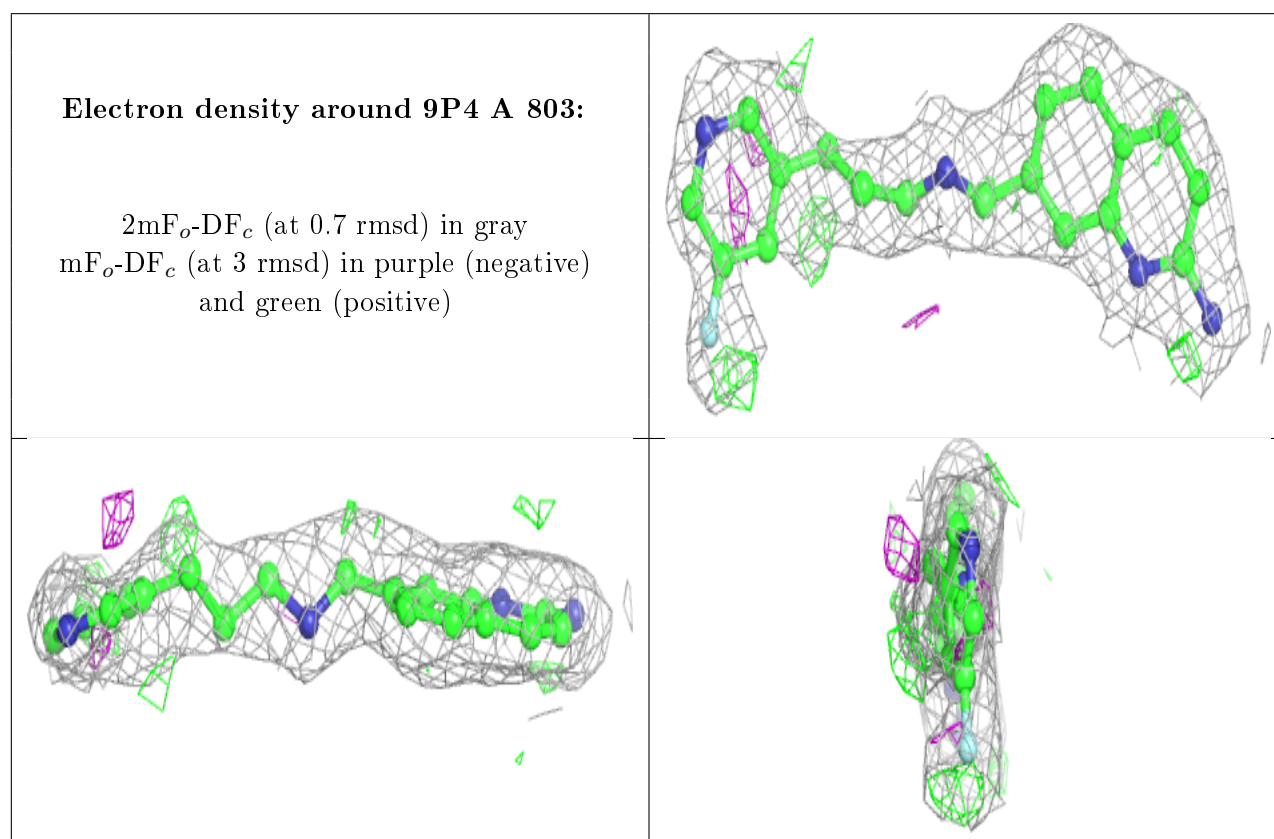 Electron density around 9P4 A 803:
2mFₒ-DF𝒸 (at 0.7 rmsd) in gray
mFₒ-DF𝒸 (at 3 rmsd) in purple (negative)
and green (positive)